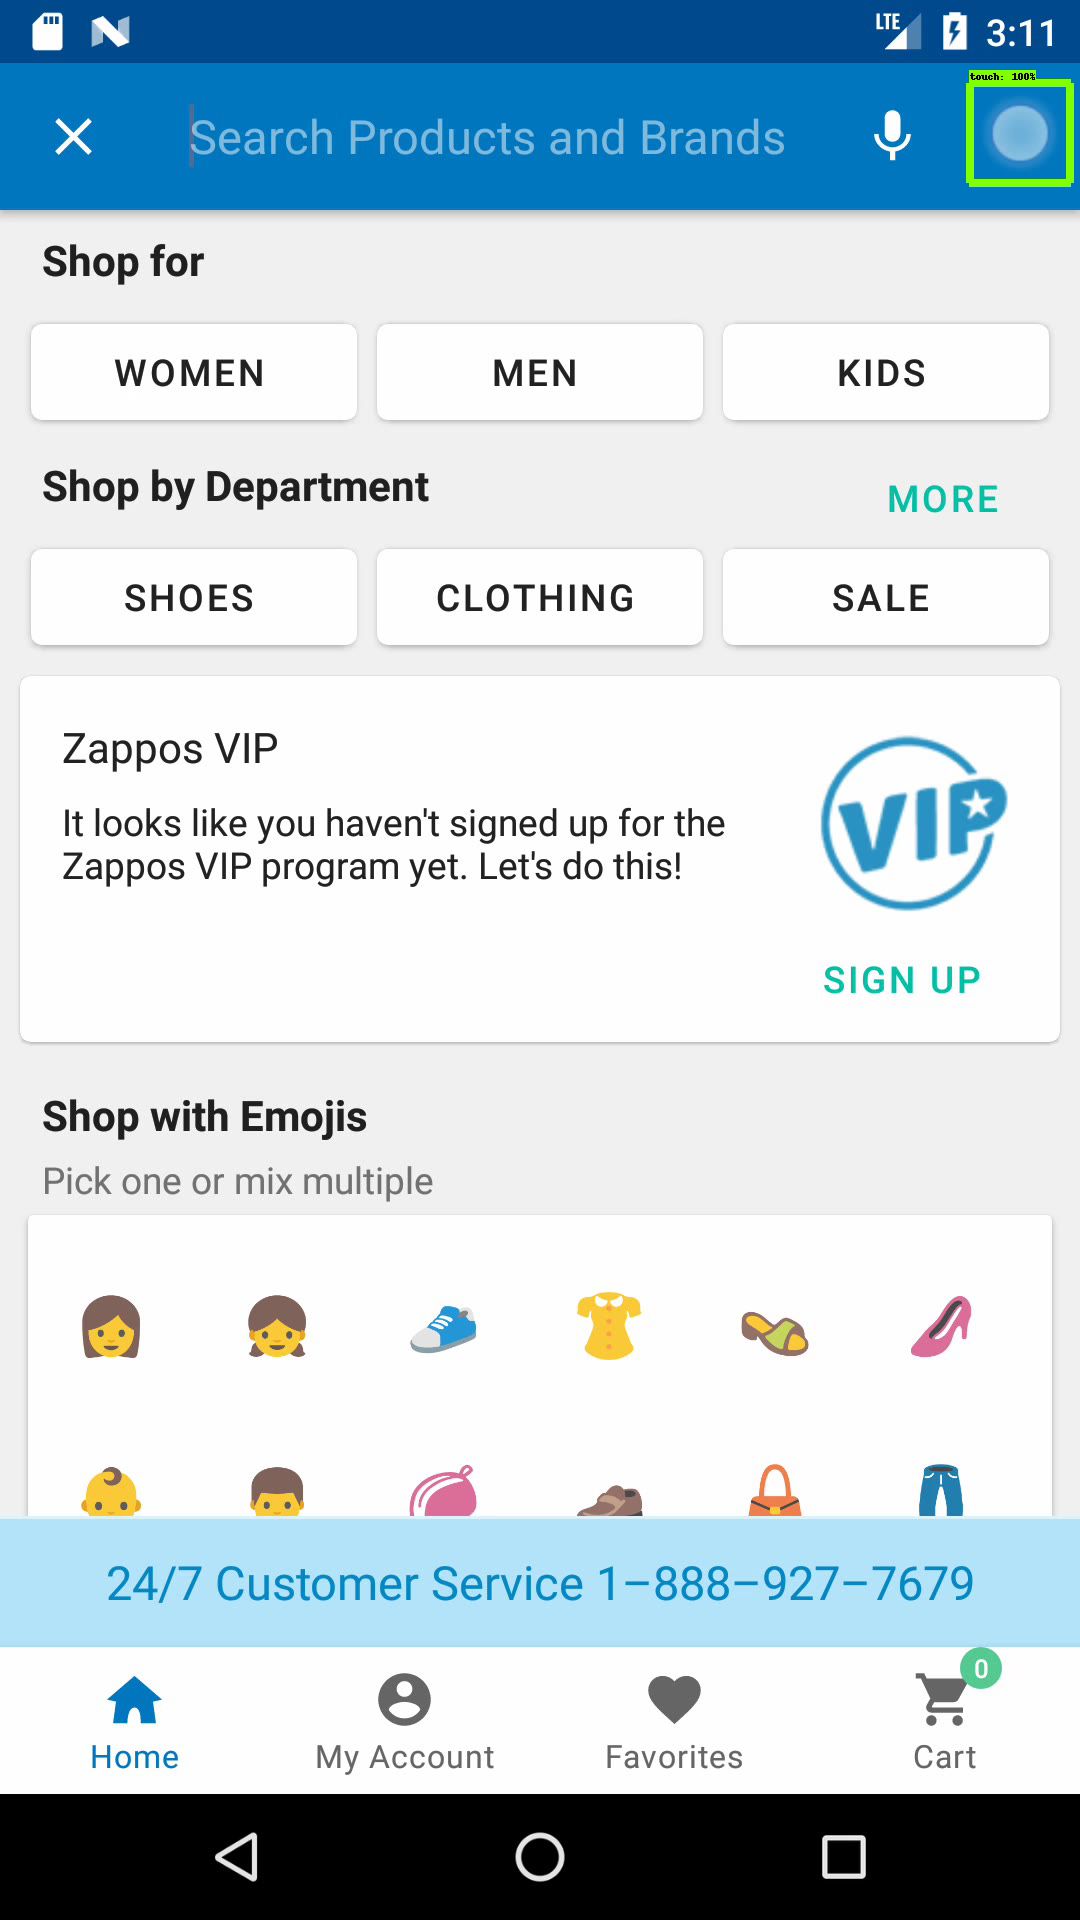 LTE 3:11
touch: 100%
Search Products and Brands
Shop for
WOMEN MEN KIDS
Shop by Department
MORE
SHOES CLOTHING SALE
Zappos VIP
It looks like you haven't signed up for the
Zappos VIP program yet. Let's do this!
VIP
SIGN UP
Shop with Emojis
Pick one or mix multiple
24/7 Customer Service 1–888–927–7679
0
Home My Account Favorites Cart